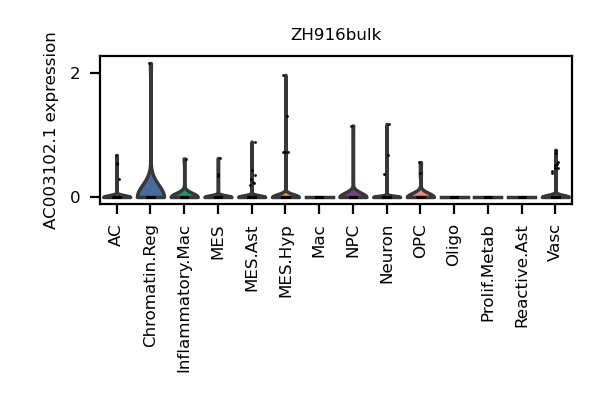 ZH916bulk
AC003102.1 expression
2
0
AC
Chromatin.Reg
Inflammatory.Mac
MES
MES.Ast
MES.Hyp
Mac
NPC
Neuron
OPC
Oligo
Prolif.Metab
Reactive.Ast
Vasc